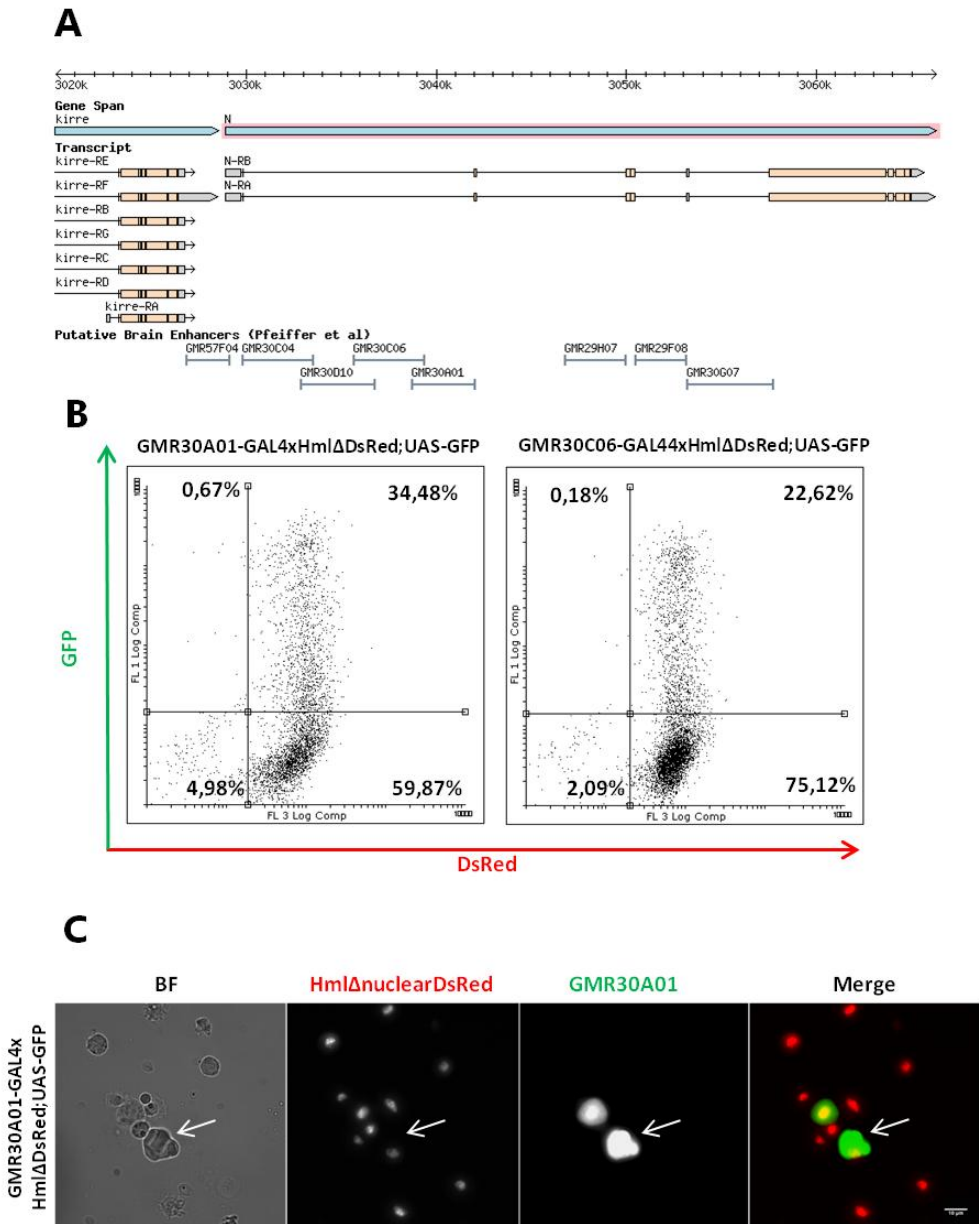 A
3020k 3030k 3040k 3050k 3060k
Gene Span
kirre N
Transcript
kirre-RE N-RB
kirre-RF N-RA
kirre-RB
kirre-RG
kirre-RC
kirre-RD
kirre-RA
Putative Brain Enhancers (Pfeiffer et al)
GMR57F04 GMR30C04 GMR30C06 GMR29H07 GMR29F08
GMR30D10 GMR30A01 GMR30G07
B
GMR30A01-GAL4xHmlΔDsRed;UAS-GFP GMR30C06-GAL44xHmlΔDsRed;UAS-GFP
0,67% 34,48% 0,18% 22,62%
GFP
FL 1 Log Comp FL 1 Log Comp
4,98% 59,87% 2,09% 75,12%
FL 3 Log Comp FL 3 Log Comp
DsRed
C
BF HmlΔnuclearDsRed GMR30A01 Merge
GMR30A01-GAL4x
HmlΔDsRed;UAS-GFP
10 µm